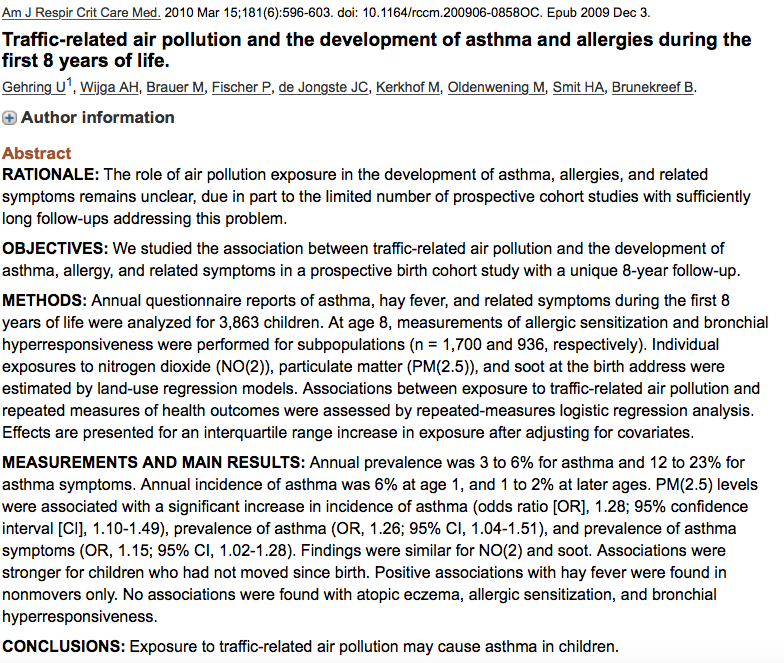 Am J Respir Crit Care Med. 2010 Mar 15;181(6):596-603. doi: 10.1164/rccm.200906-0858OC. Epub 2009 Dec 3.
Traffic-related air pollution and the development of asthma and allergies during the
first 8 years of life.
Gehring U1, Wijga AH, Brauer M, Fischer P, de Jongste JC, Kerkhof M, Oldenwening M, Smit HA, Brunekreef B.
Author information
Abstract
RATIONALE: The role of air pollution exposure in the development of asthma, allergies, and related
symptoms remains unclear, due in part to the limited number of prospective cohort studies with sufficiently
long follow-ups addressing this problem.
OBJECTIVES: We studied the association between traffic-related air pollution and the development of
asthma, allergy, and related symptoms in a prospective birth cohort study with a unique 8-year follow-up.
METHODS: Annual questionnaire reports of asthma, hay fever, and related symptoms during the first 8
years of life were analyzed for 3,863 children. At age 8, measurements of allergic sensitization and bronchial
hyperresponsiveness were performed for subpopulations (n = 1,700 and 936, respectively). Individual
exposures to nitrogen dioxide (NO(2)), particulate matter (PM(2.5)), and soot at the birth address were
estimated by land-use regression models. Associations between exposure to traffic-related air pollution and
repeated measures of health outcomes were assessed by repeated-measures logistic regression analysis.
Effects are presented for an interquartile range increase in exposure after adjusting for covariates.
MEASUREMENTS AND MAIN RESULTS: Annual prevalence was 3 to 6% for asthma and 12 to 23% for
asthma symptoms. Annual incidence of asthma was 6% at age 1, and 1 to 2% at later ages. PM(2.5) levels
were associated with a significant increase in incidence of asthma (odds ratio [OR], 1.28; 95% confidence
interval [CI], 1.10-1.49), prevalence of asthma (OR, 1.26; 95% CI, 1.04-1.51), and prevalence of asthma
symptoms (OR, 1.15; 95% CI, 1.02-1.28). Findings were similar for NO(2) and soot. Associations were
stronger for children who had not moved since birth. Positive associations with hay fever were found in
nonmovers only. No associations were found with atopic eczema, allergic sensitization, and bronchial
hyperresponsiveness.
CONCLUSIONS: Exposure to traffic-related air pollution may cause asthma in children.